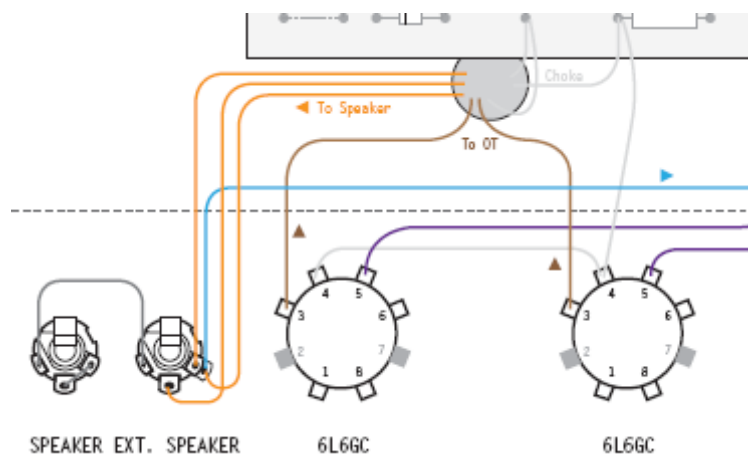 Choke
◄ To Speaker
To OT
4 5
3 6
2 7
1 8
4 5
3 6
2 7
1 8
SPEAKER EXT. SPEAKER 6L6GC 6L6GC